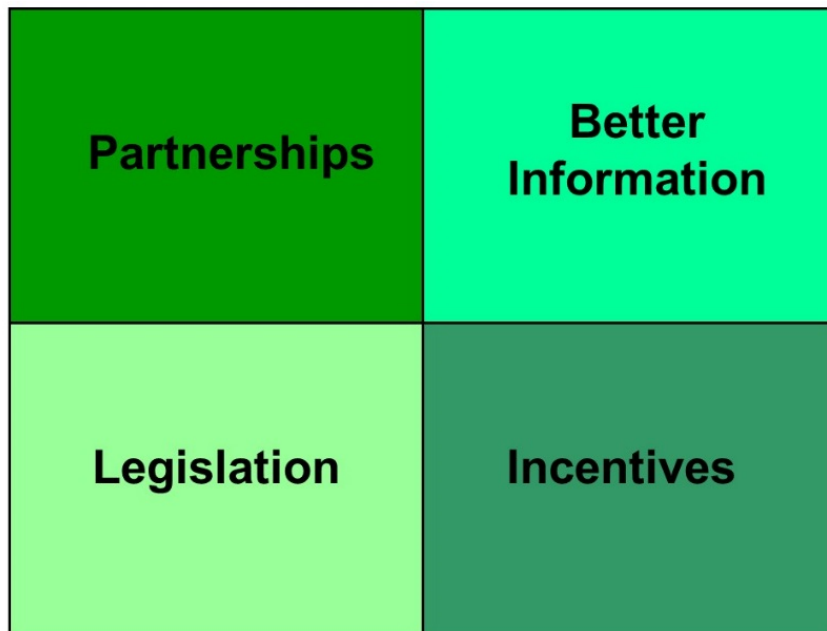 Partnerships
Better
Information
Legislation
Incentives